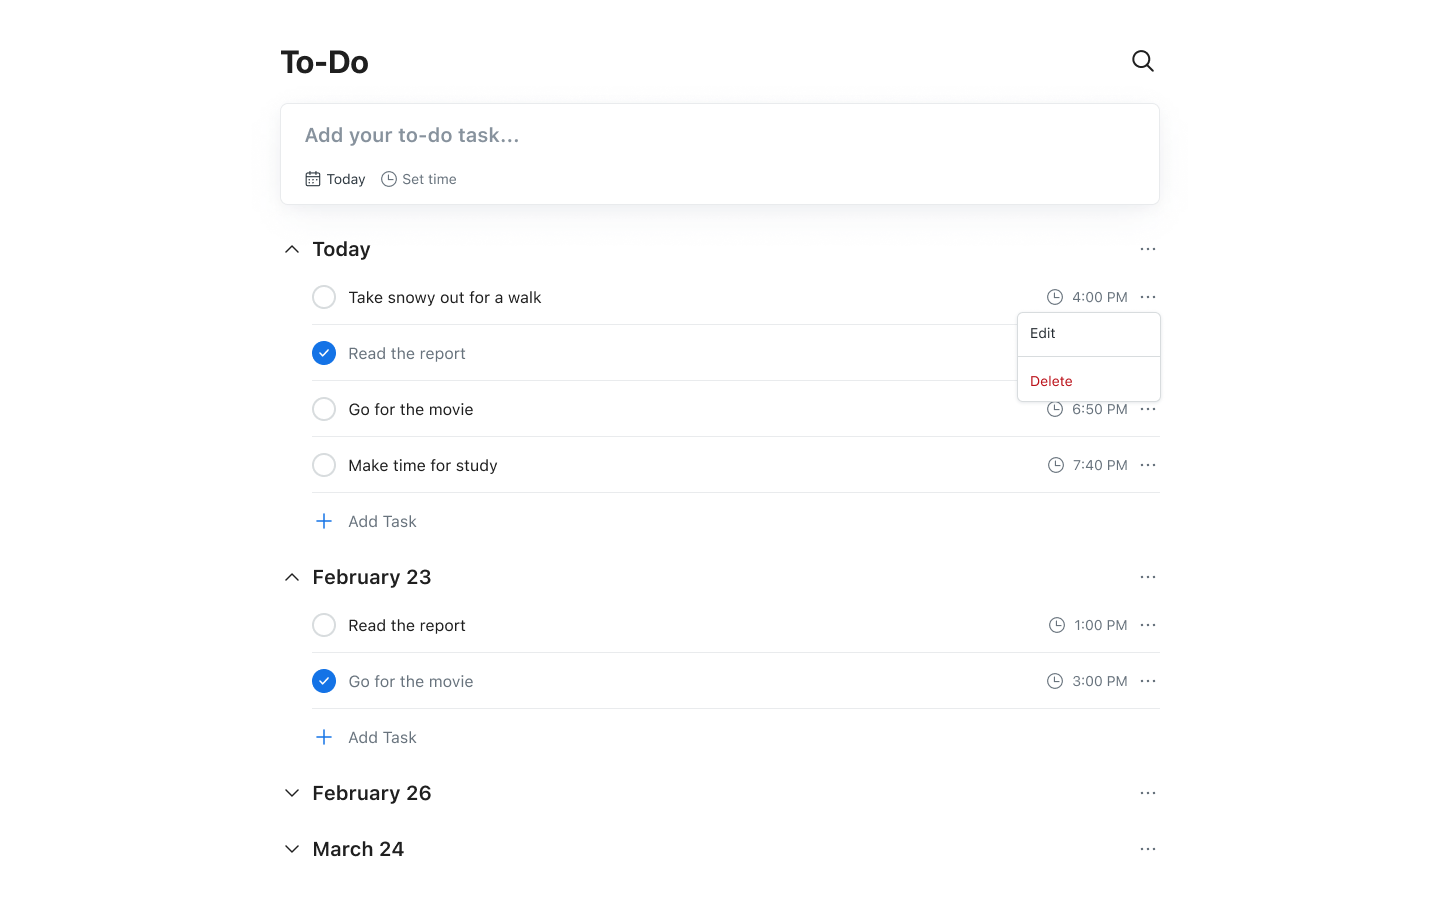 To-Do
Add your to-do task...
Today Set time
Today
Take snowy out for a walk 4:00 PM
Edit
Read the report
Delete
Go for the movie 6:50 PM
Make time for study 7:40 PM
Add Task
February 23
Read the report 1:00 PM
Go for the movie 3:00 PM
Add Task
February 26
March 24